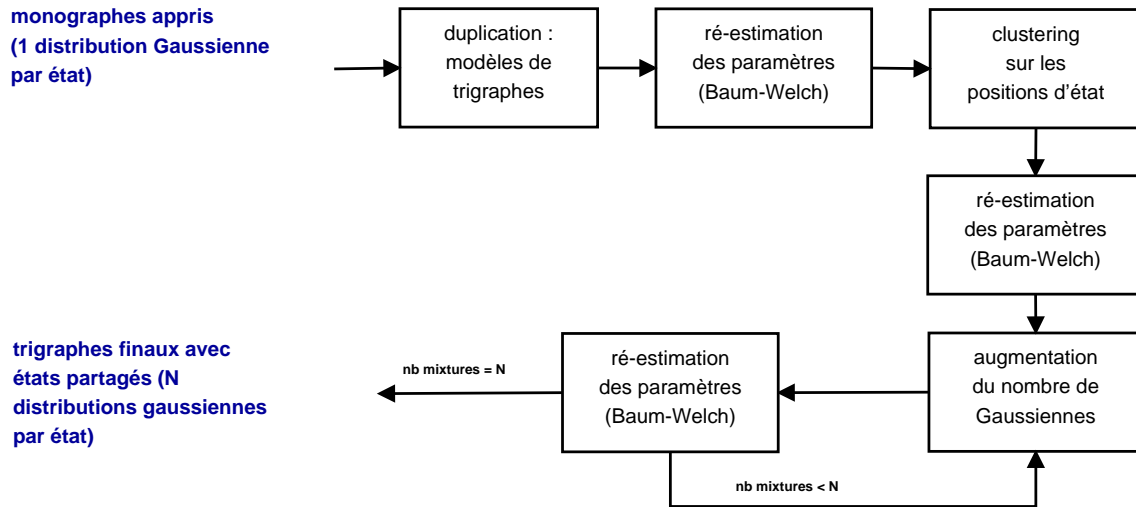 monographes appris
(1 distribution Gaussienne
par état)
duplication :
modèles de
trigraphes
ré-estimation
des paramètres
(Baum-Welch)
clustering
sur les
positions d'état
ré-estimation
des paramètres
(Baum-Welch)
augmentation
du nombre de
Gaussiennes
ré-estimation
des paramètres
(Baum-Welch)
nb mixtures = N
nb mixtures < N
trigraphes finaux avec
états partagés (N
distributions gaussiennes
par état)